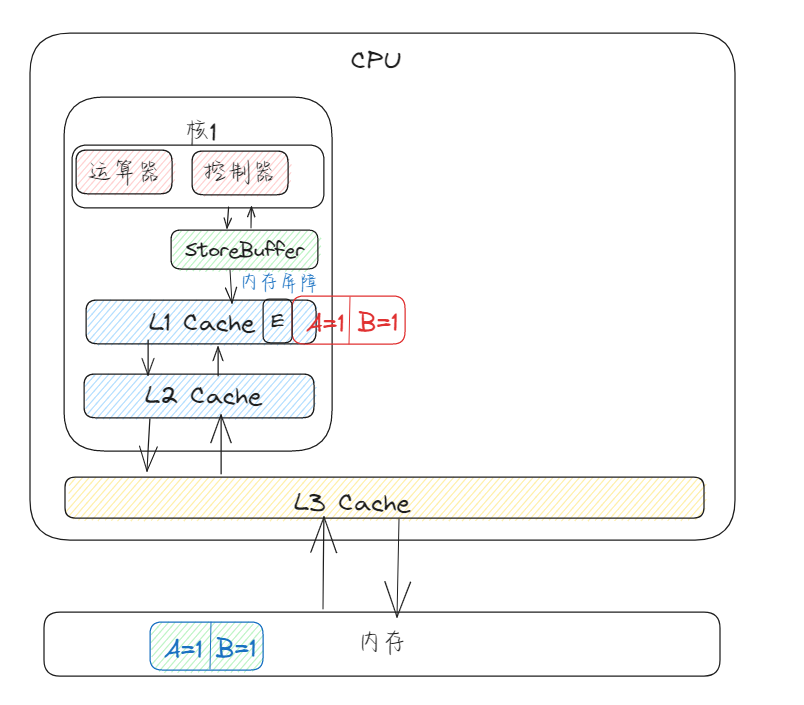 CPU
核1
运算器
控制器
StoreBuffer
内存屏障
L1 Cache
E
A=1
B=1
L2 Cache
L3 Cache
A=1
B=1
内存